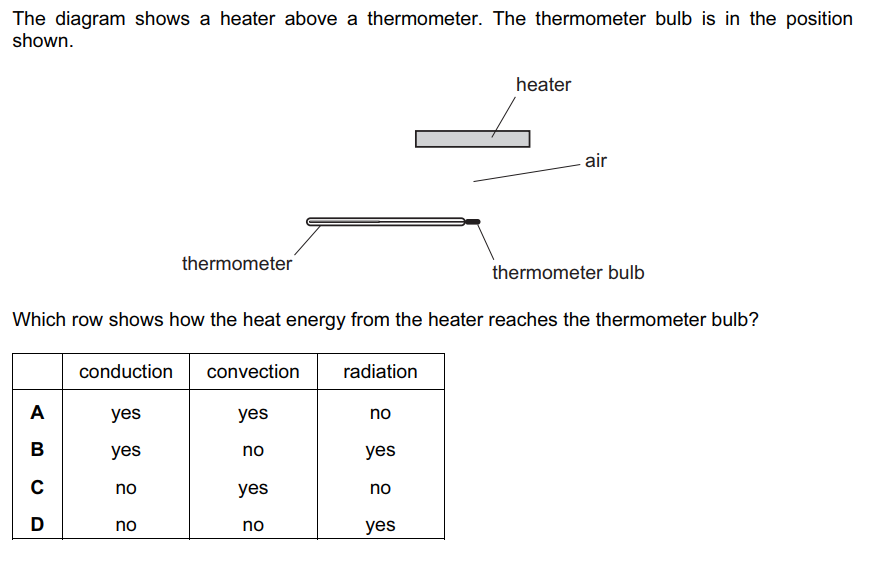 The diagram shows a heater above a thermometer. The thermometer bulb is in the position
shown.
heater
air
thermometer
thermometer bulb
Which row shows how the heat energy from the heater reaches the thermometer bulb?
conduction convection radiation
A yes yes no
B yes no yes
C no yes no
D no no yes